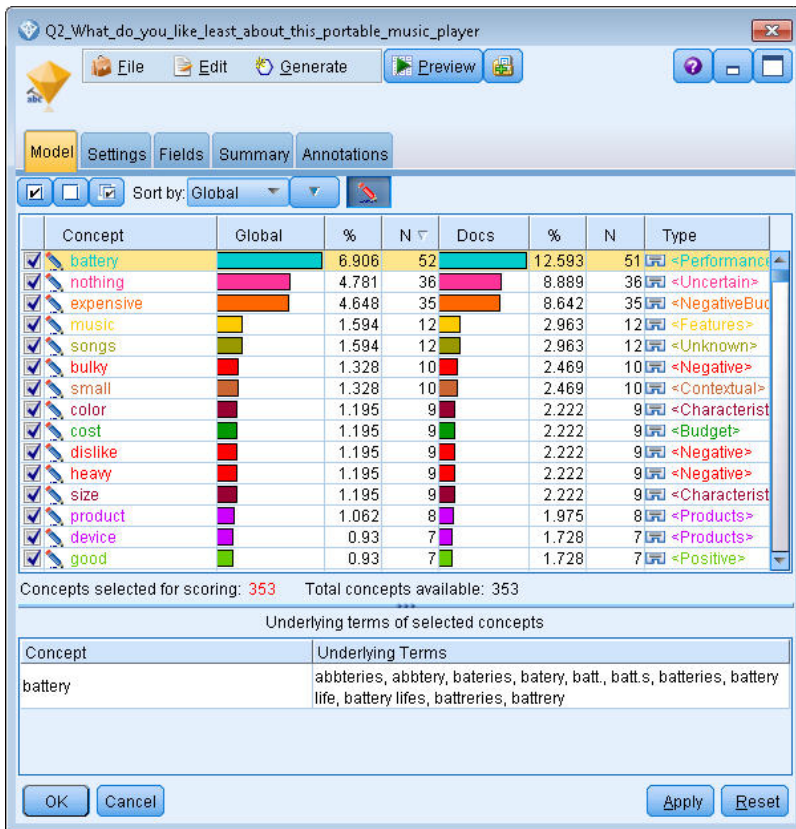 Q2_What_do_you_like_least_about_this_portable_music_player
File Edit Generate Preview
abc
Model Settings Fields Summary Annotations
Sort by: Global
Concept Global % N Docs % N Type
battery 6.906 52 12.593 51 <Performance
nothing 4.781 36 8.889 36 <Uncertain>
expensive 4.648 35 8.642 35 <NegativeBud
music 1.594 12 2.963 12 <Features>
songs 1.594 12 2.963 12 <Unknown>
bulky 1.328 10 2.469 10 <Negative>
small 1.328 10 2.469 10 <Contextual>
color 1.195 9 2.222 9 <Characterist
cost 1.195 9 2.222 9 <Budget>
dislike 1.195 9 2.222 9 <Negative>
heavy 1.195 9 2.222 9 <Negative>
size 1.195 9 2.222 9 <Characterist
product 1.062 8 1.975 8 <Products>
device 0.93 7 1.728 7 <Products>
good 0.93 7 1.728 7 <Positive>
Concepts selected for scoring: 353 Total concepts available: 353
Underlying terms of selected concepts
Concept Underlying Terms
battery abbteries, abbtery, bateries, batery, batt., batt.s, batteries, battery
life, battery lifes, battreries, battrery
OK Cancel Apply Reset